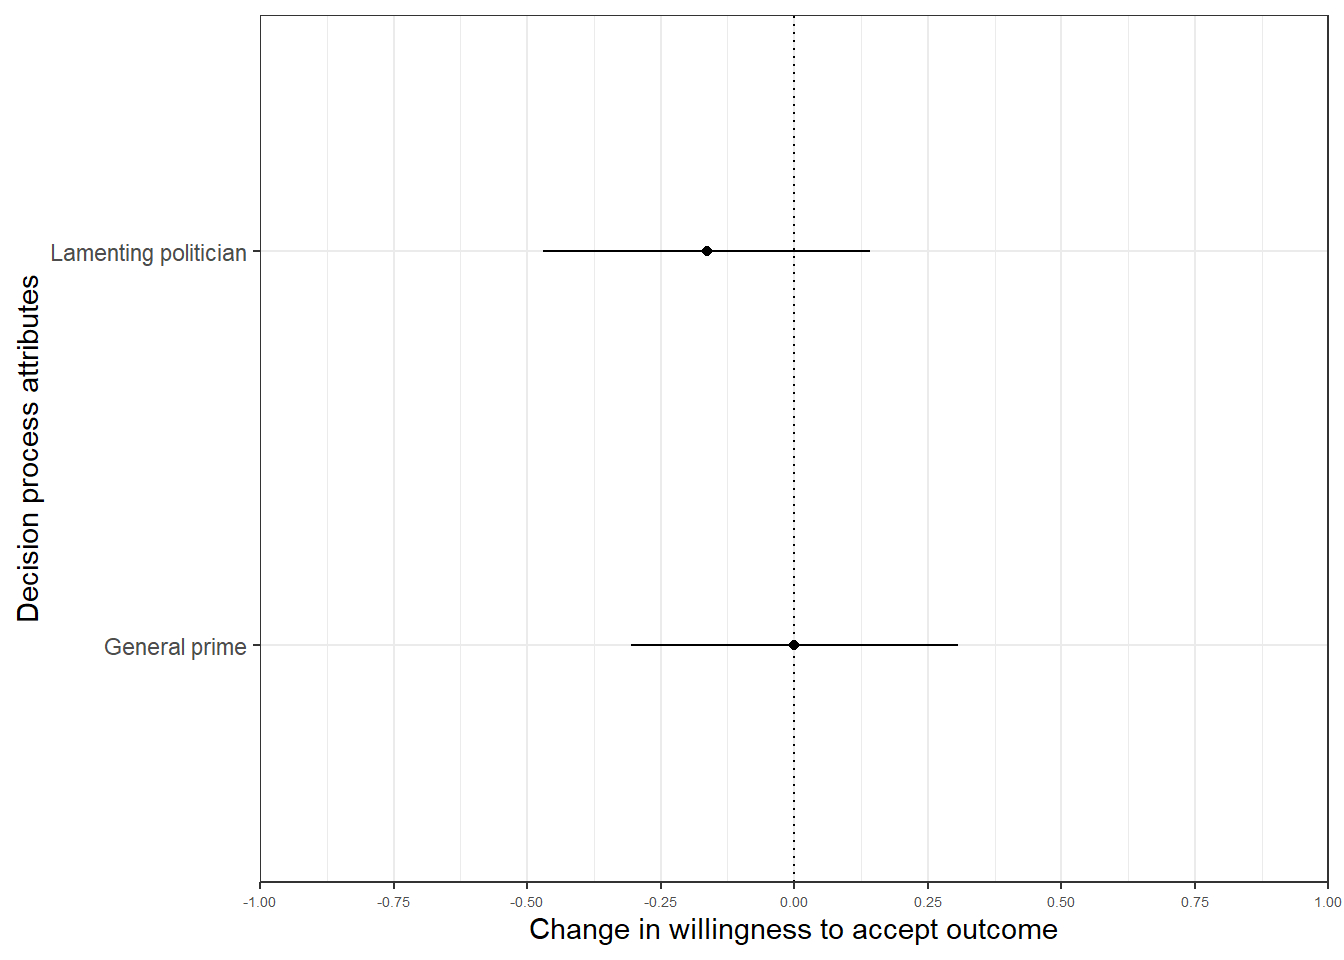 Decision process attributes
Lamenting politician
General prime
-1.00 -0.75 -0.50 -0.25 0.00 0.25 0.50 0.75 1.00
Change in willingness to accept outcome